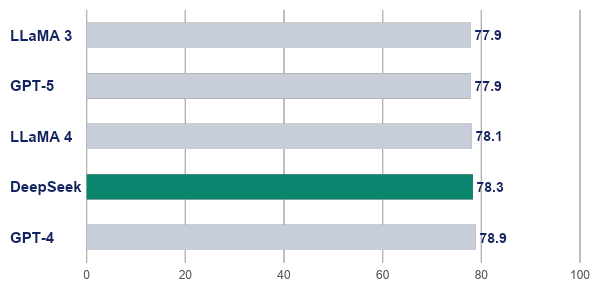 LLaMA 3 77.9
GPT-5 77.9
LLaMA 4 78.1
DeepSeek 78.3
GPT-4 78.9
0 20 40 60 80 100